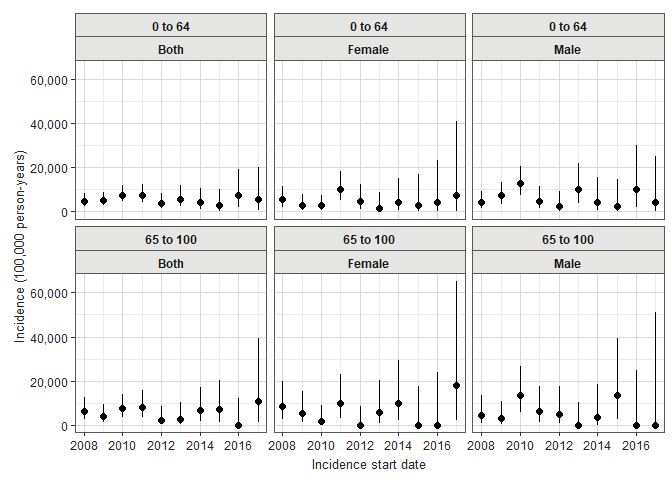 0 to 64 0 to 64 0 to 64
Both Female Male
60,000
40,000
20,000
0
65 to 100 65 to 100 65 to 100
Both Female Male
60,000
40,000
20,000
0
2008 2010 2012 2014 2016 2008 2010 2012 2014 2016 2008 2010 2012 2014 2016
Incidence start date
Incidence (100,000 person-years)